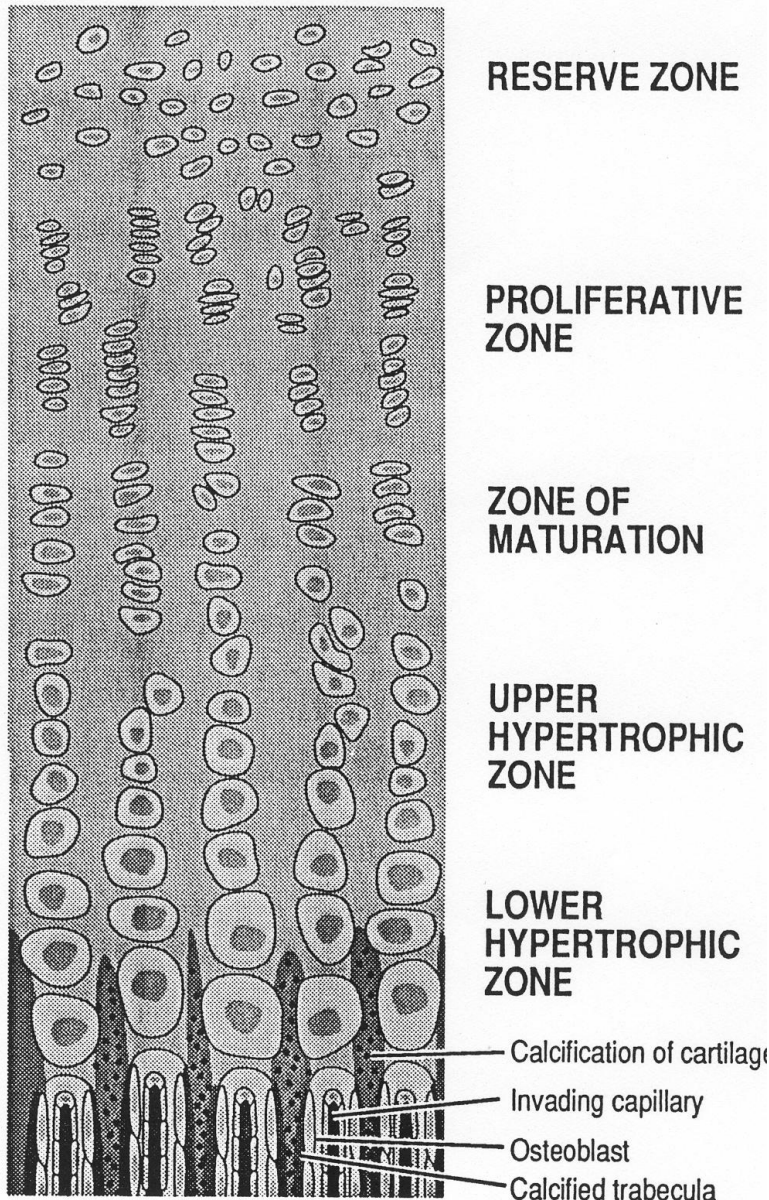 RESERVE ZONE
PROLIFERATIVE
ZONE
ZONE OF
MATURATION
UPPER
HYPERTROPHIC
ZONE
LOWER
HYPERTROPHIC
ZONE
Calcification of cartilage
Invading capillary
Osteoblast
Calcified trabecula